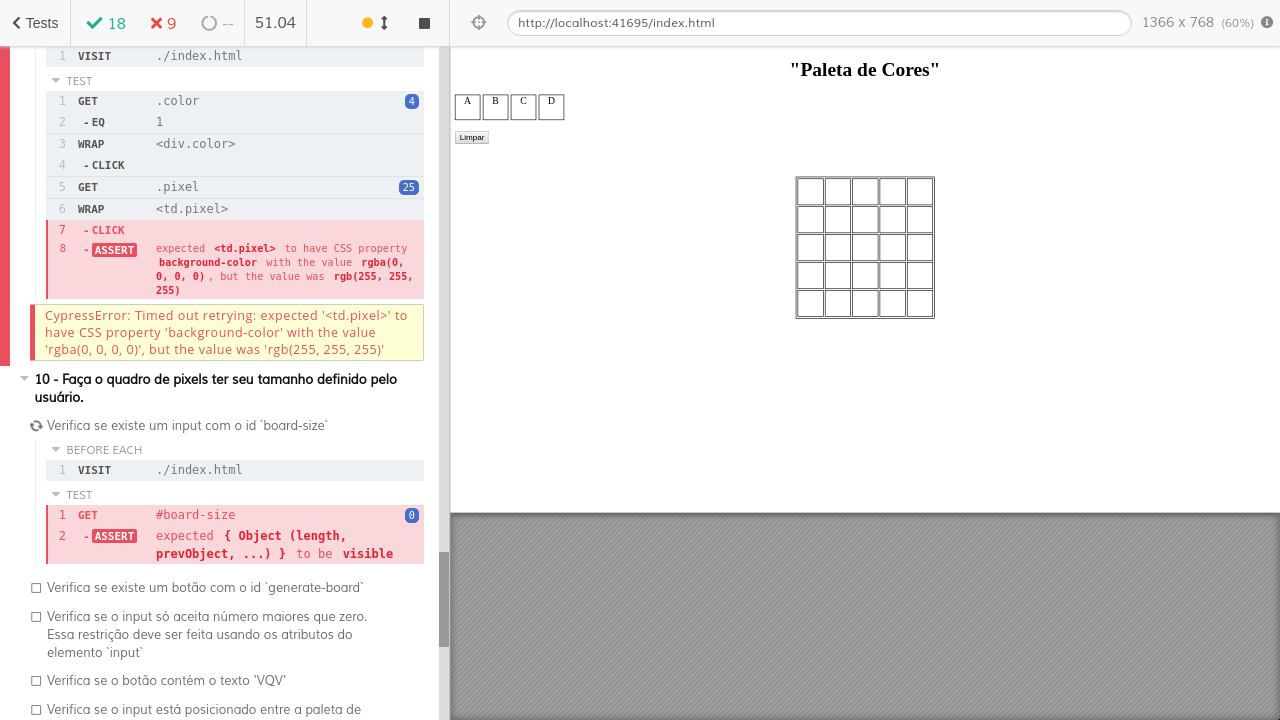 Tests 18 9 -- 51.04 http://localhost:41695/index.html 1366 x 768 (60%)
1 VISIT ./index.html
TEST
1 GET .color 4
2 - EQ 1
3 WRAP <div.color>
4 - CLICK
5 GET .pixel 25
6 WRAP <td.pixel>
7 - CLICK
8 - ASSERT expected <td.pixel> to have CSS property
background-color with the value rgba(0,
0, 0, 0) , but the value was rgb(255, 255,
255)
CypressError: Timed out retrying: expected '<td.pixel>' to
have CSS property 'background-color' with the value
'rgba(0, 0, 0, 0)', but the value was 'rgb(255, 255, 255)'
10 - Faça o quadro de pixels ter seu tamanho definido pelo
usuário.
Verifica se existe um input com o id `board-size`
BEFORE EACH
1 VISIT ./index.html
TEST
1 GET #board-size 0
2 - ASSERT expected { Object (length,
prevObject, ...) } to be visible
Verifica se existe um botão com o id `generate-board`
Verifica se o input só aceita número maiores que zero.
Essa restrição deve ser feita usando os atributos do
elemento `input`
Verifica se o botão contém o texto 'VQV'
Verifica se o input está posicionado entre a paleta de
"Paleta de Cores"
A B C D
Limpar